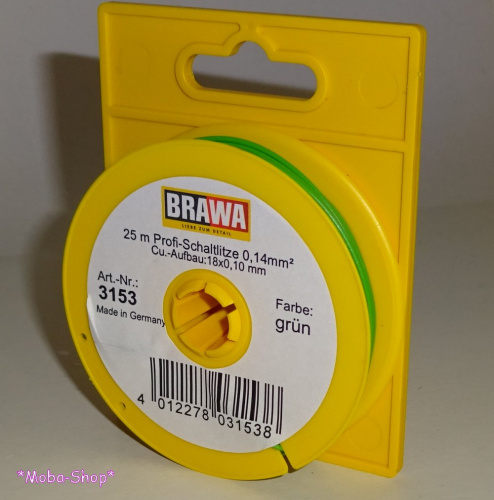 BRAWA
LIEBE ZUM DETAIL
25 m Profi-Schaltlitze 0,14mm²
Cu.-Aufbau:18x0,10 mm
Art.-Nr.:
3153
Made in Germany
Farbe:
grün
4 012278 031538
*Moba-Shop*